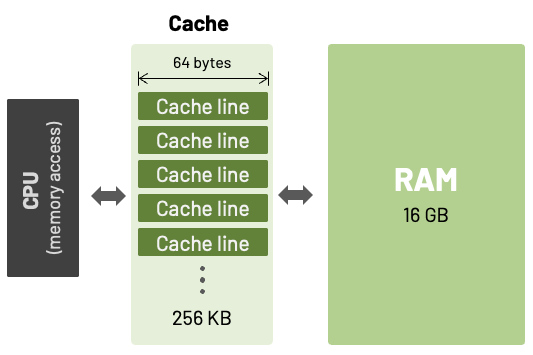 Cache
64 bytes
Cache line
Cache line
Cache line
Cache line
Cache line
256 KB
CPU
(memory access)
RAM
16 GB